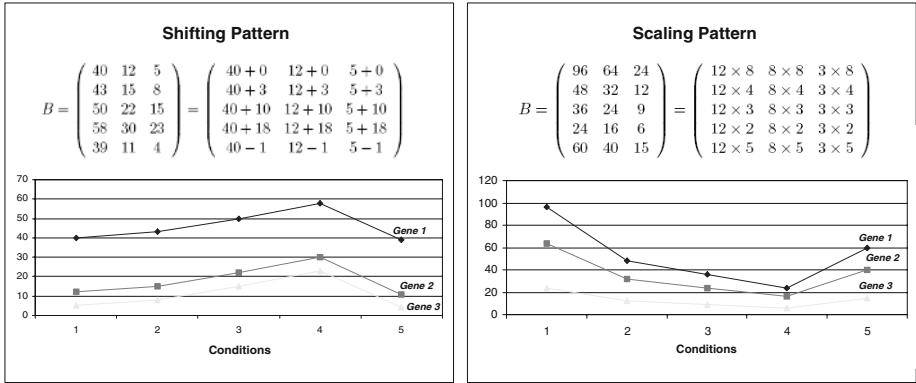 Shifting Pattern
B = ( 40 12 5 ) = ( 40 + 0 12 + 0 5 + 0 )
43 15 8 40 + 3 12 + 3 5 + 3
50 22 15 40 + 10 12 + 10 5 + 10
58 30 23 40 + 18 12 + 18 5 + 18
39 11 4 40 − 1 12 − 1 5 − 1
70
60
50
40
30
20
10
0
Gene 1
Gene 2
Gene 3
1 2 3 4 5
Conditions
Scaling Pattern
B = ( 96 64 24 ) = ( 12 × 8 8 × 8 3 × 8 )
48 32 12 12 × 4 8 × 4 3 × 4
36 24 9 12 × 3 8 × 3 3 × 3
24 16 6 12 × 2 8 × 2 3 × 2
60 40 15 12 × 5 8 × 5 3 × 5
120
100
80
60
40
20
0
Gene 1
Gene 2
Gene 3
1 2 3 4 5
Conditions